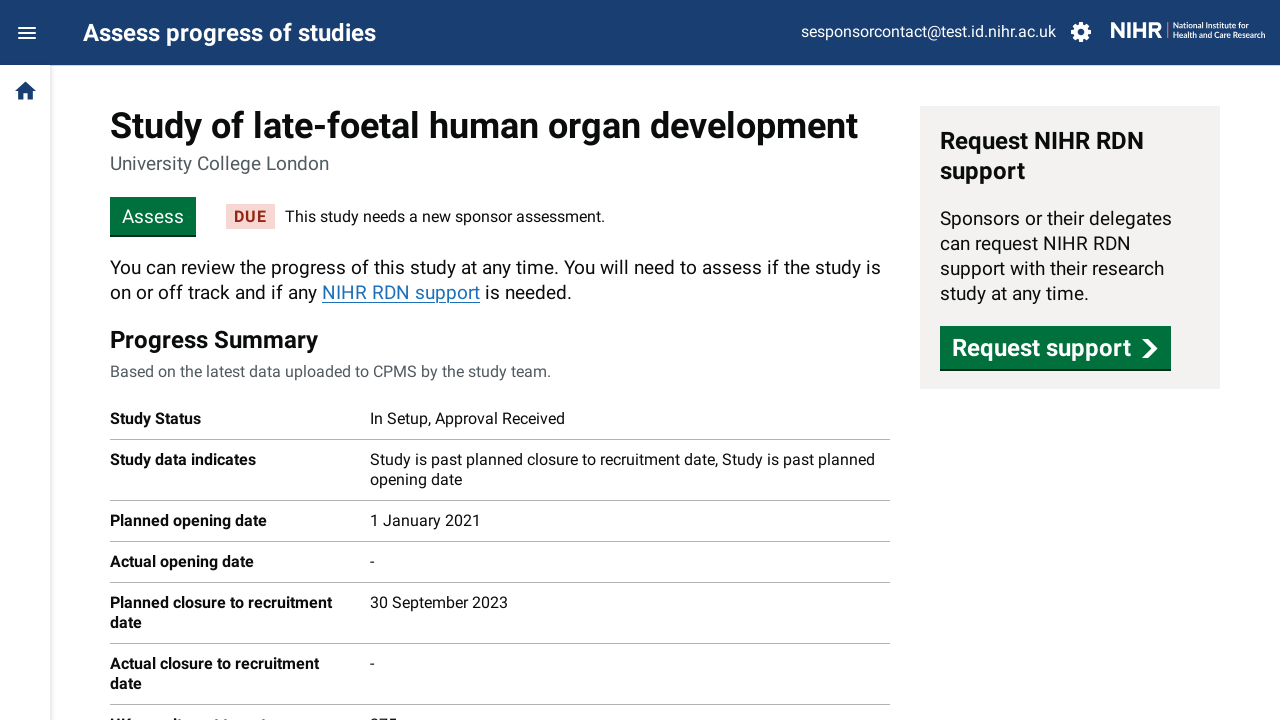 Assess progress of studies
sesponsorcontact@test.id.nihr.ac.uk
NIHR
National Institute for
Health and Care Research
Study of late-foetal human organ development
University College London
Assess
DUE
This study needs a new sponsor assessment.
You can review the progress of this study at any time. You will need to assess if the study is
on or off track and if any NIHR RDN support is needed.
Progress Summary
Based on the latest data uploaded to CPMS by the study team.
Study Status
In Setup, Approval Received
Study data indicates
Study is past planned closure to recruitment date, Study is past planned
opening date
Planned opening date
1 January 2021
Actual opening date
-
Planned closure to recruitment
date
30 September 2023
Actual closure to recruitment
date
-
Request NIHR RDN
support
Sponsors or their delegates
can request NIHR RDN
support with their research
study at any time.
Request support